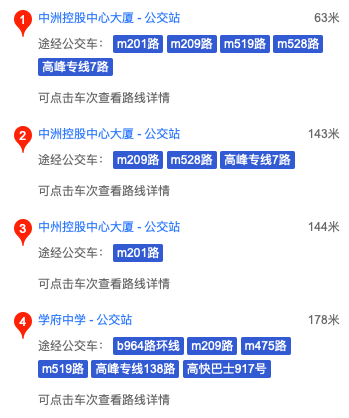 1 中洲控股中心大厦 - 公交站 63米
途经公交车： m201路 m209路 m519路 m528路
高峰专线7路
可点击车次查看路线详情
2 中洲控股中心大厦 - 公交站 143米
途经公交车： m209路 m528路 高峰专线7路
可点击车次查看路线详情
3 中州控股中心大厦 - 公交站 144米
途经公交车： m201路
可点击车次查看路线详情
4 学府中学 - 公交站 178米
途经公交车： b964路环线 m209路 m475路
m519路 高峰专线138路 高快巴士917号
可点击车次查看路线详情